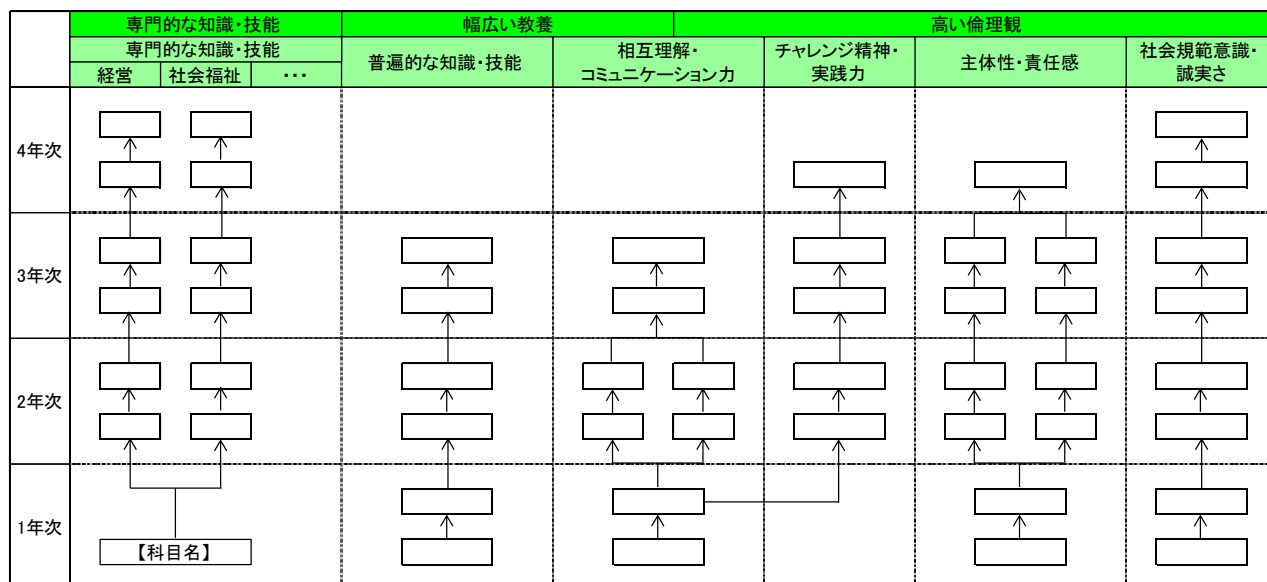 専門的な知識・技能
幅広い教養
高い倫理観
専門的な知識・技能
普遍的な知識・技能
相互理解・
コミュニケーション力
チャレンジ精神・
実践力
主体性・責任感
社会規範意識・
誠実さ
経営
社会福祉
・・・
4年次
3年次
2年次
1年次
【科目名】